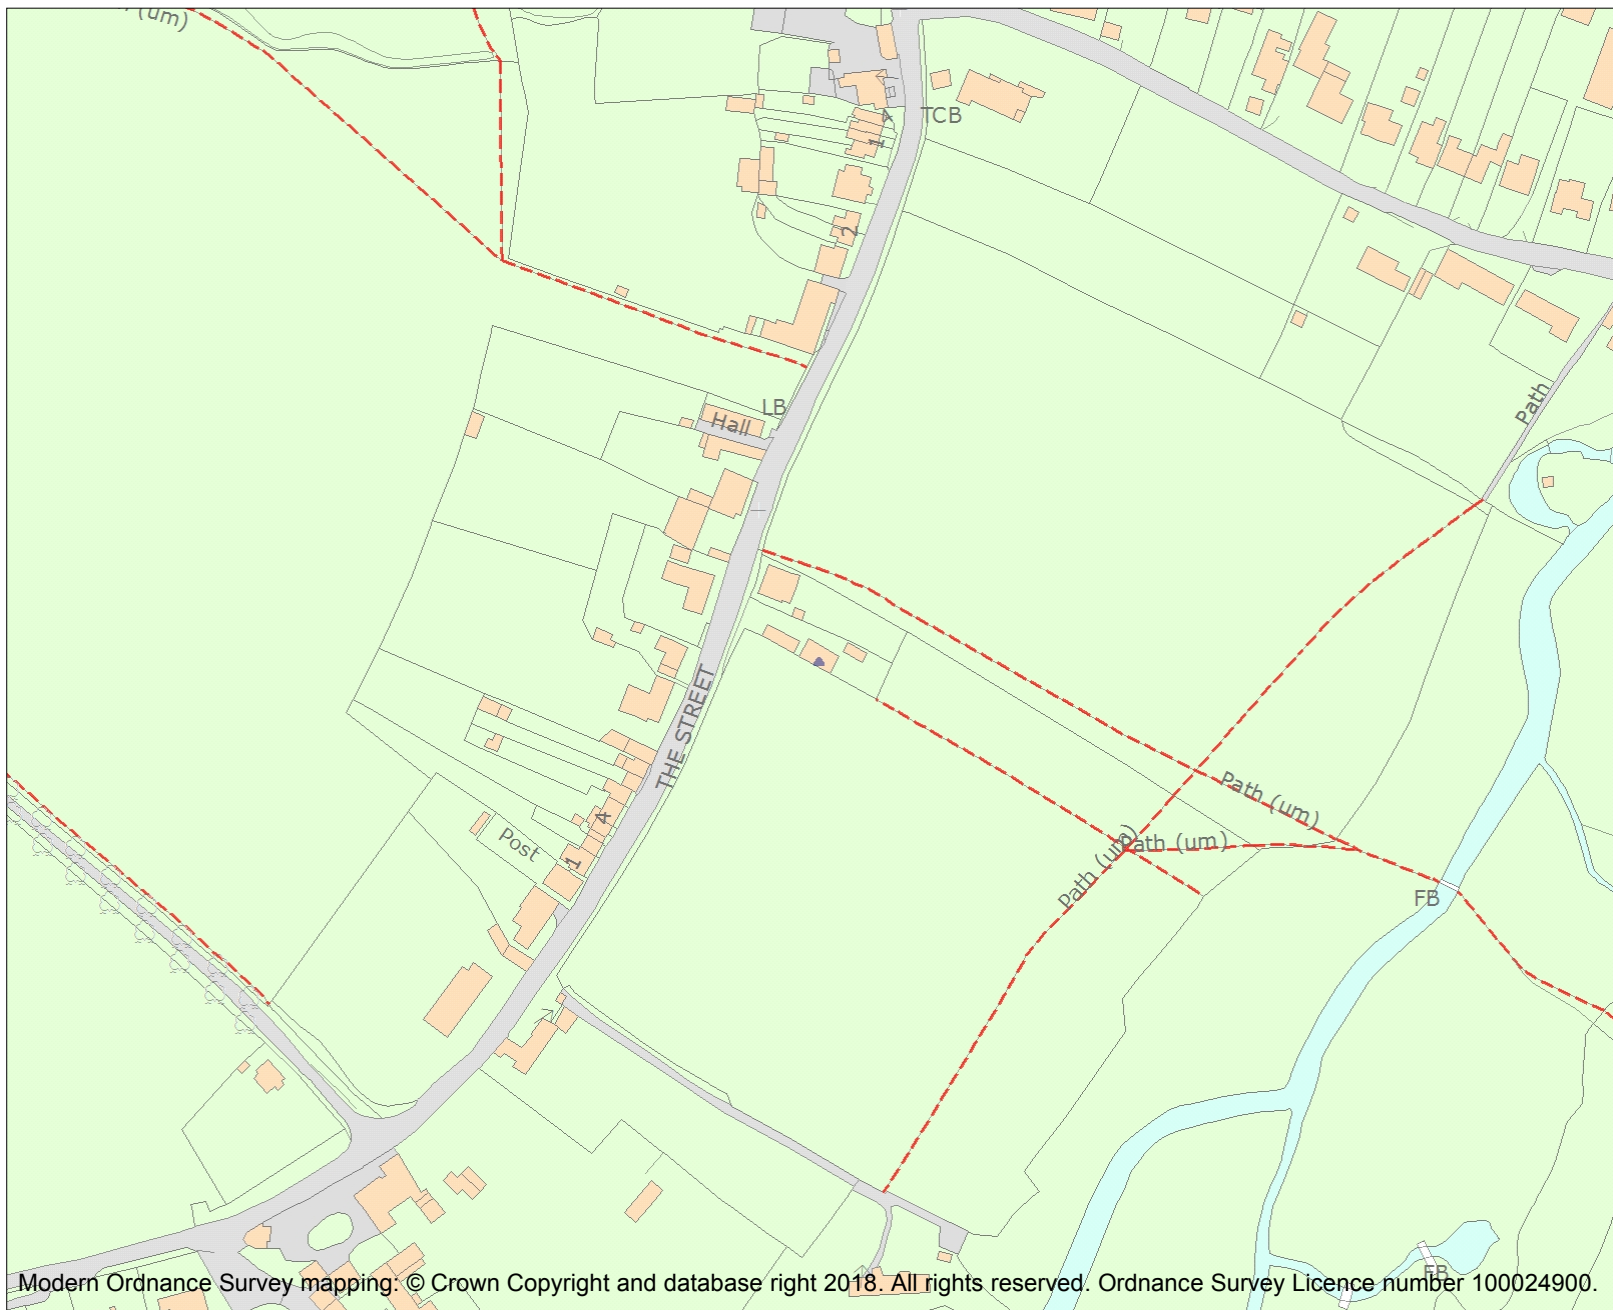 (um)
TCB
4
1
2
LB
Hall
Path
THE STREET
Path (um)
Path (um)
Path (um)
4
Post
1
FB
FB
Modern Ordnance Survey mapping: © Crown Copyright and database right 2018. All rights reserved. Ordnance Survey Licence number 100024900.